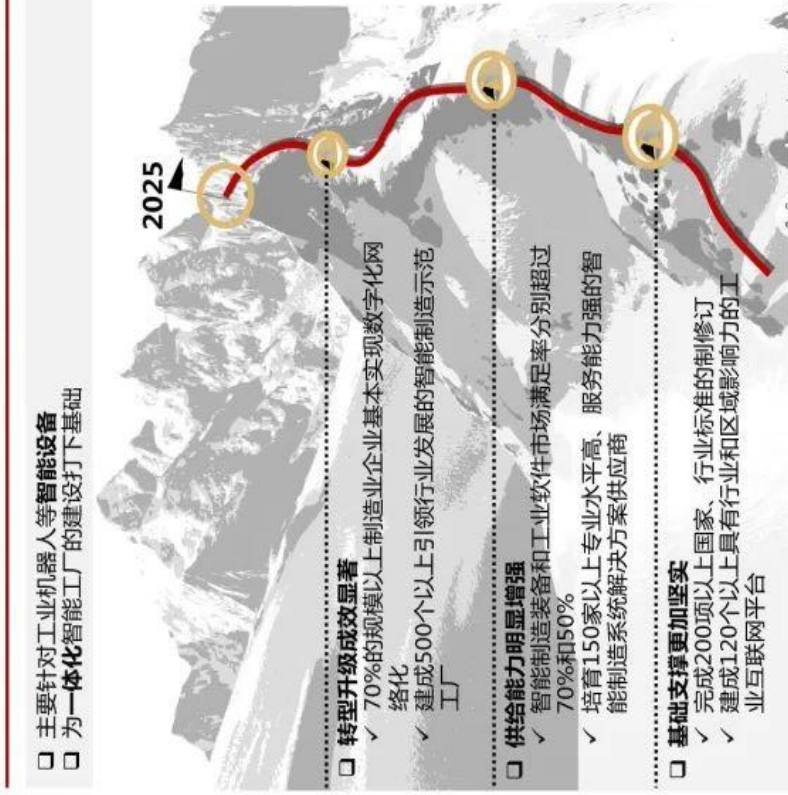 □ 主要针对工业机器人等智能设备
□ 为一体化智能工厂的建设打下基础
2025
□ 转型升级成效显著
✓ 70%的规模以上制造业企业基本实现数字化网
络化
✓ 建成500个以上引领行业发展的智能制造示范
工厂
□ 供给能力明显增强
✓ 智能制造装备和工业软件市场满足率分别超过
70%和50%
✓ 培育150家以上专业水平高、服务能力强的智
能制造系统解决方案供应商
□ 基础支撑更加坚实
✓ 完成200项以上国家、行业标准的制修订
✓ 建成120个以上具有行业和区域影响力的工
业互联网平台